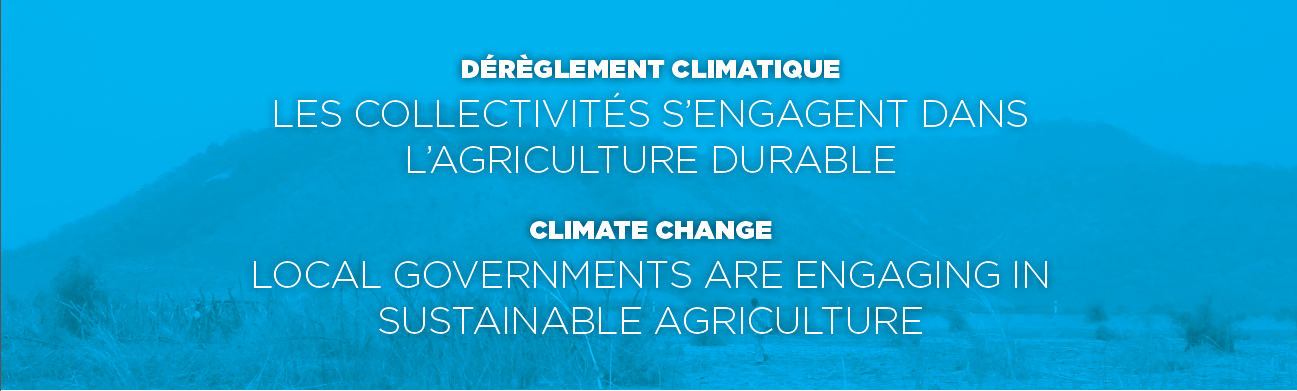 DÉRÈGLEMENT CLIMATIQUE
LES COLLECTIVITÉS S’ENGAGENT DANS
L’AGRICULTURE DURABLE
CLIMATE CHANGE
LOCAL GOVERNMENTS ARE ENGAGING IN
SUSTAINABLE AGRICULTURE